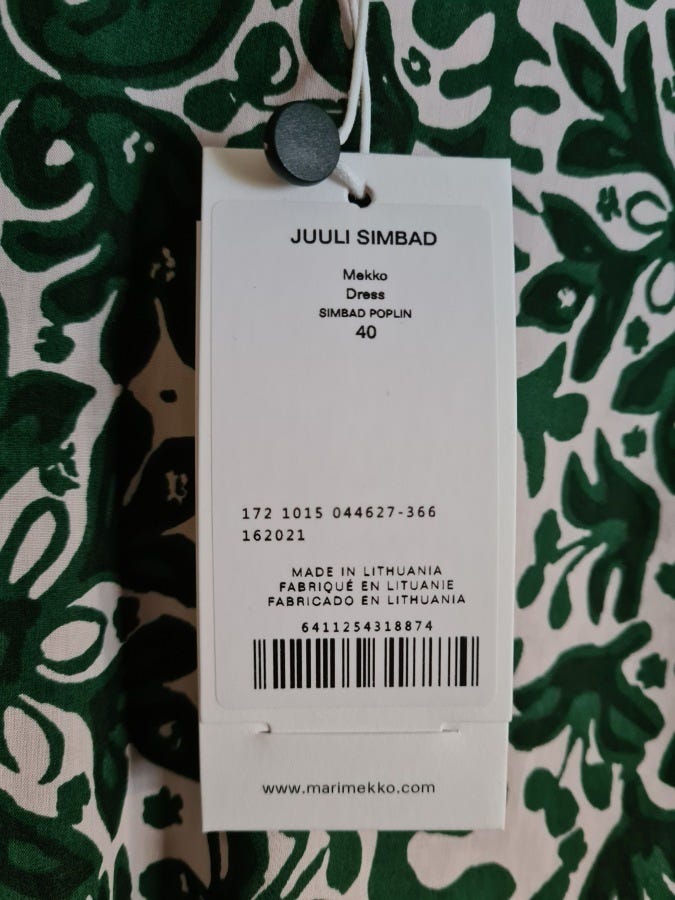 JUULI SIMBAD
Mekko
Dress
SIMBAD POPLIN
40
172 1015 044627-366
162021
MADE IN LITHUANIA
FABRIQUÉ EN LITUANIE
FABRICADO EN LITHUANIA
6411254318874
www.marimekko.com